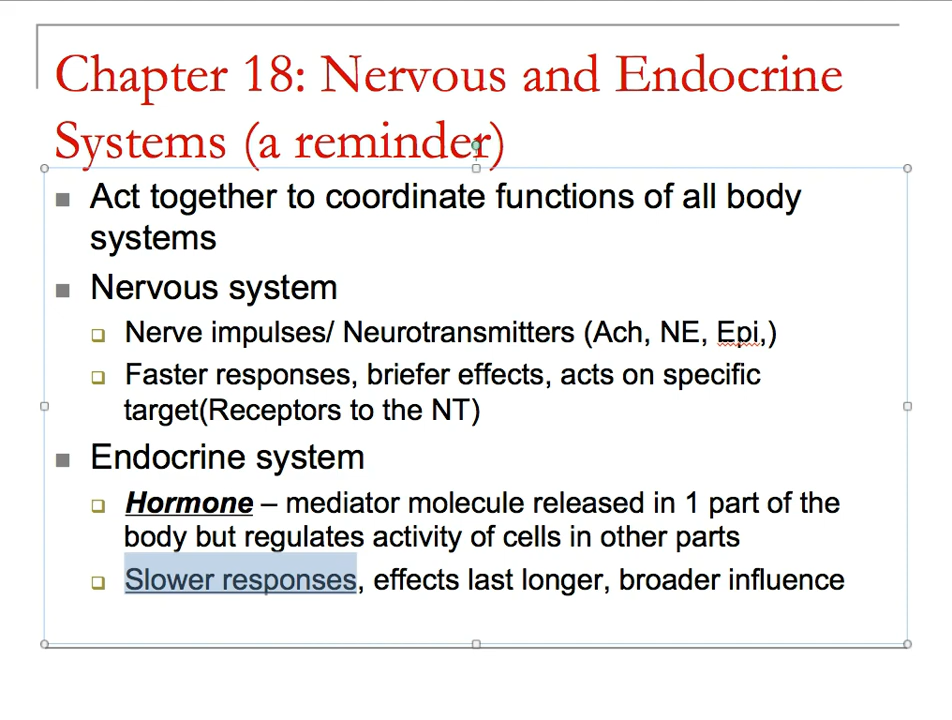 Chapter 18: Nervous and Endocrine
Systems (a reminder)
Act together to coordinate functions of all body
systems
Nervous system
Nerve impulses/ Neurotransmitters (Ach, NE, Epi,)
Faster responses, briefer effects, acts on specific
target(Receptors to the NT)
Endocrine system
Hormone – mediator molecule released in 1 part of the
body but regulates activity of cells in other parts
Slower responses, effects last longer, broader influence